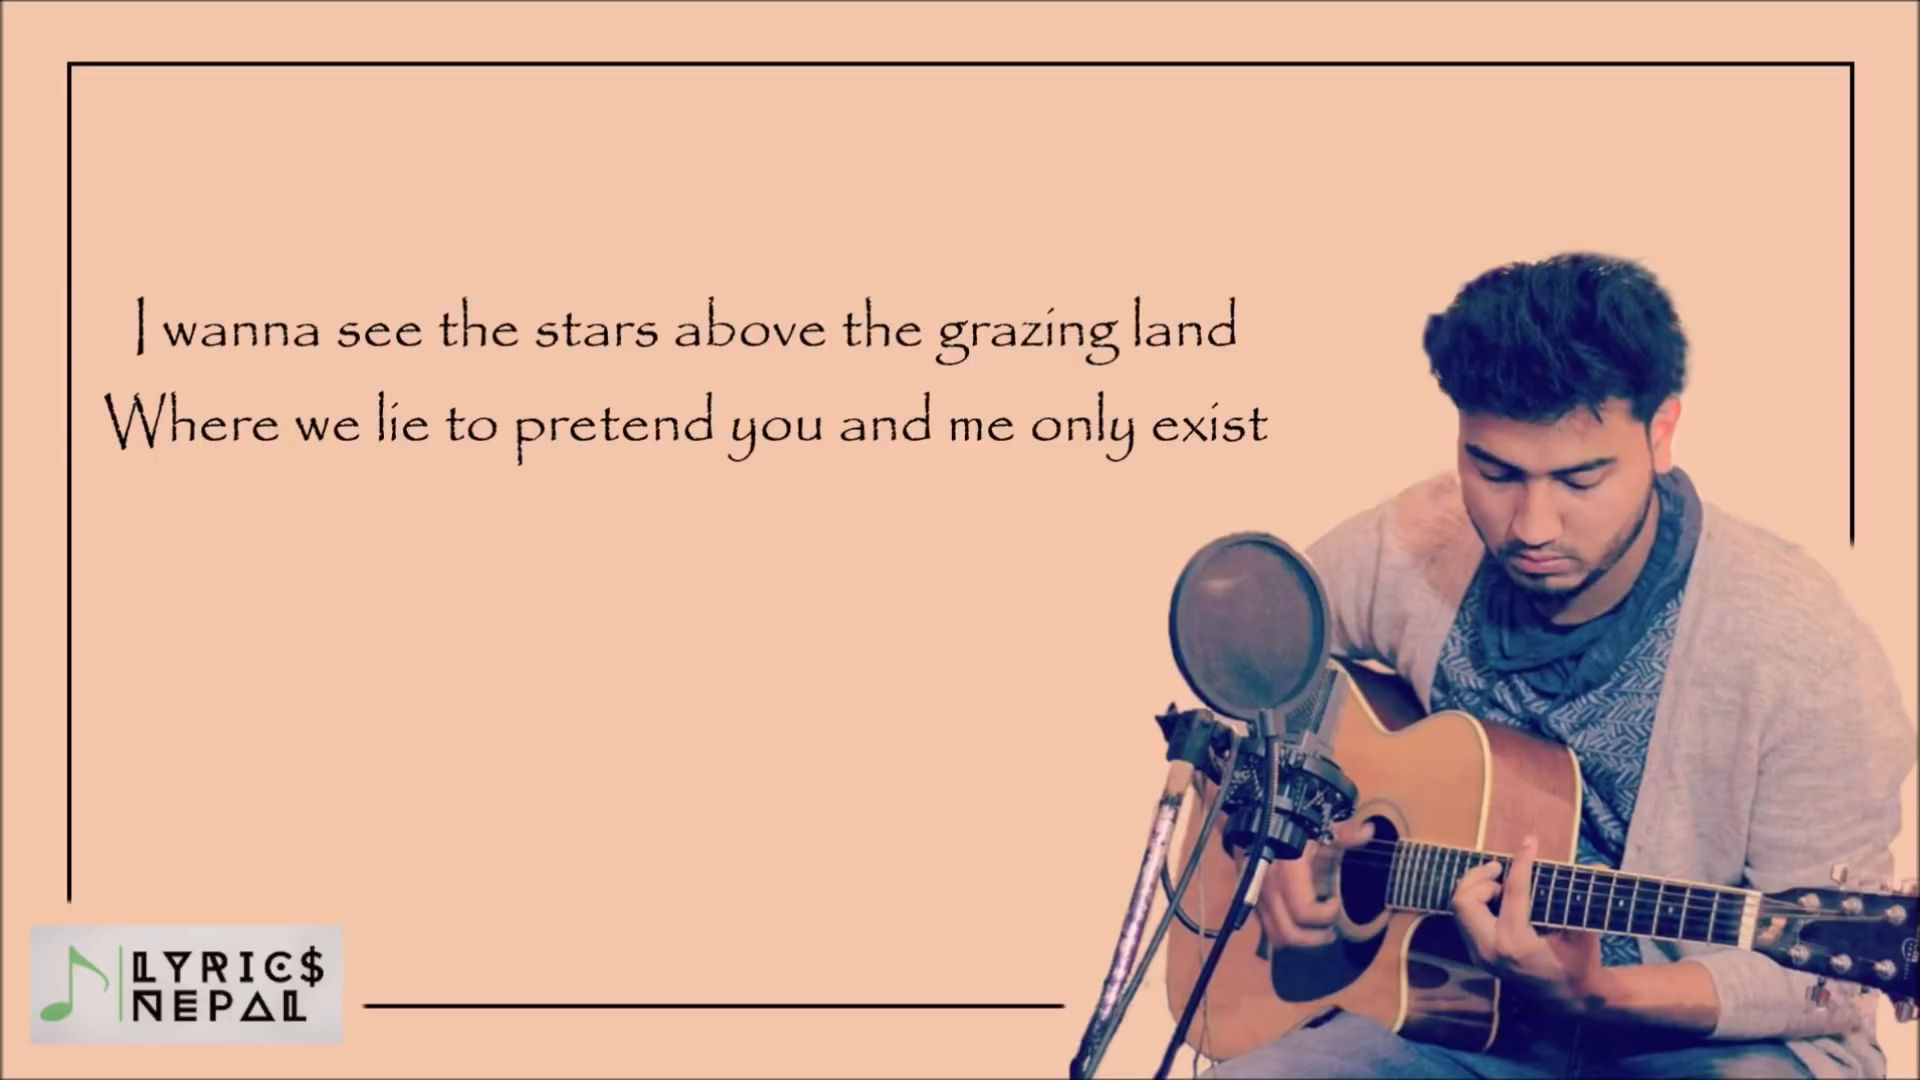 I wanna see the stars above the grazing land
Where we lie to pretend you and me only exist
LYRIC$
NEPAL